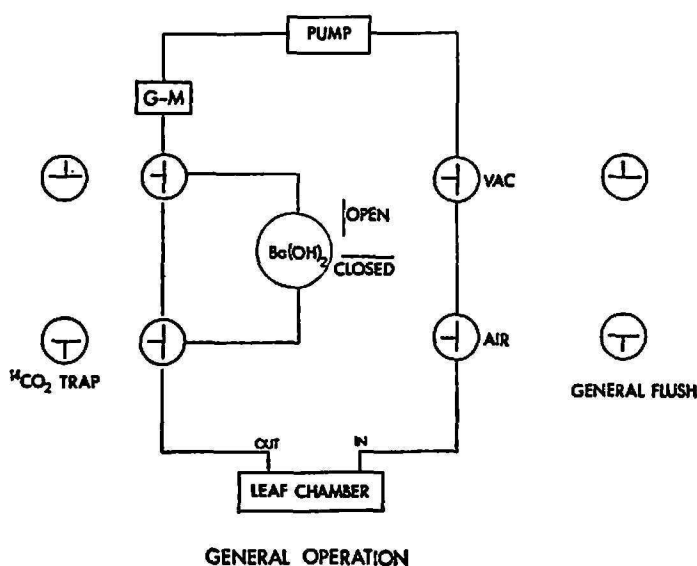 PUMP
G-M
VAC
OPEN
Ba(OH)₂
CLOSED
AIR
¹⁴CO₂ TRAP
GENERAL FLUSH
OUT
IN
LEAF CHAMBER
GENERAL OPERATION